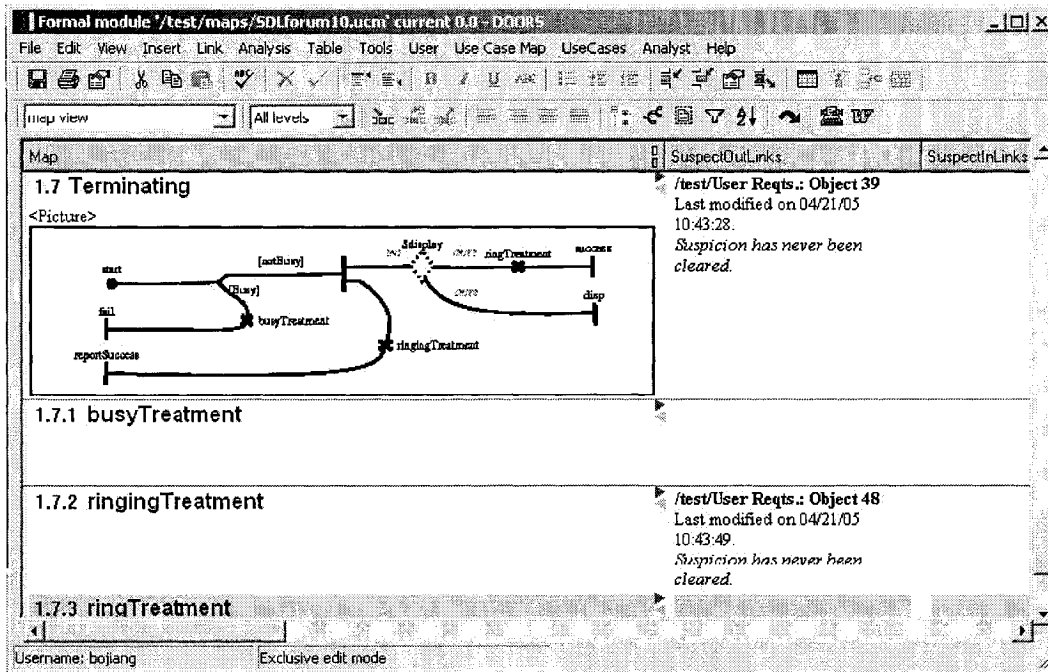 Formal module '/test/maps/SDLforum10.ucm' current 0.0 - DOORS
File Edit View Insert Link Analysis Table Tools User Use Case Map UseCases Analyst Help
map view All levels
Map SuspectOutLinks SuspectInLinks
1.7 Terminating
<Picture>
start
[notBusy]
[Busy]
Sdisplay
IN1
OUT1
ringTreatment
success
OUT2
disp
fail
busyTreatment
ringingTreatment
reportSuccess
/test/User Reqts.: Object 39
Last modified on 04/21/05
10:43:28.
Suspicion has never been
cleared.
1.7.1 busyTreatment
1.7.2 ringingTreatment
/test/User Reqts.: Object 48
Last modified on 04/21/05
10:43:49.
Suspicion has never been
cleared.
1.7.3 ringTreatment
Username: bojiang Exclusive edit mode